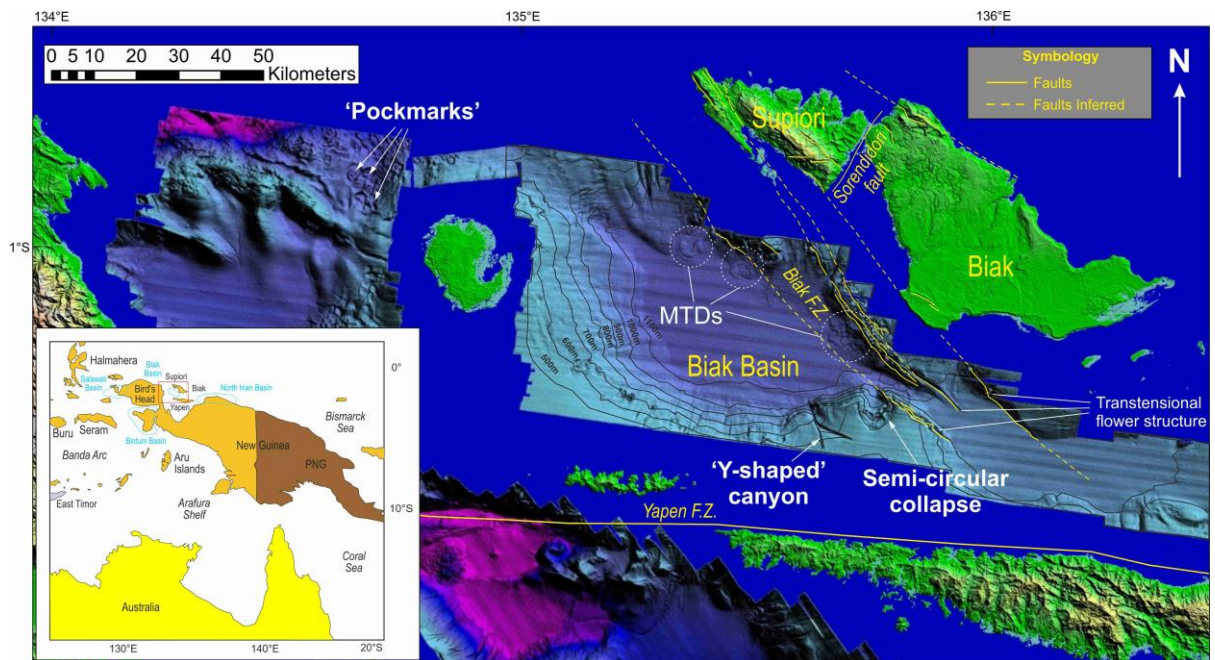 134°E
135°E
136°E
0 5 10 20 30 40 50
Kilometers
'Pockmarks'
Symbology
Faults
Faults Inferred
N
Supiori
Sorendidori
fault
1°S
Biak
Biak F.Z.
MTDs
Biak Basin
500m
600m
700m
800m
900m
1000m
1100m
Transtensional
flower structure
'Y-shaped'
canyon
Semi-circular
collapse
Yapen F.Z.
Halmahera
Salawati
Basin
Biak
Basin
Supiori
Biak
North Irian Basin
0°
Bird's
Head
Yapen
Bismarck
Sea
Buru
Seram
Bintuni Basin
New Guinea
Banda Arc
Aru
Islands
PNG
East Timor
Arafura
Shelf
10°S
Coral
Sea
Australia
130°E
140°E
20°S